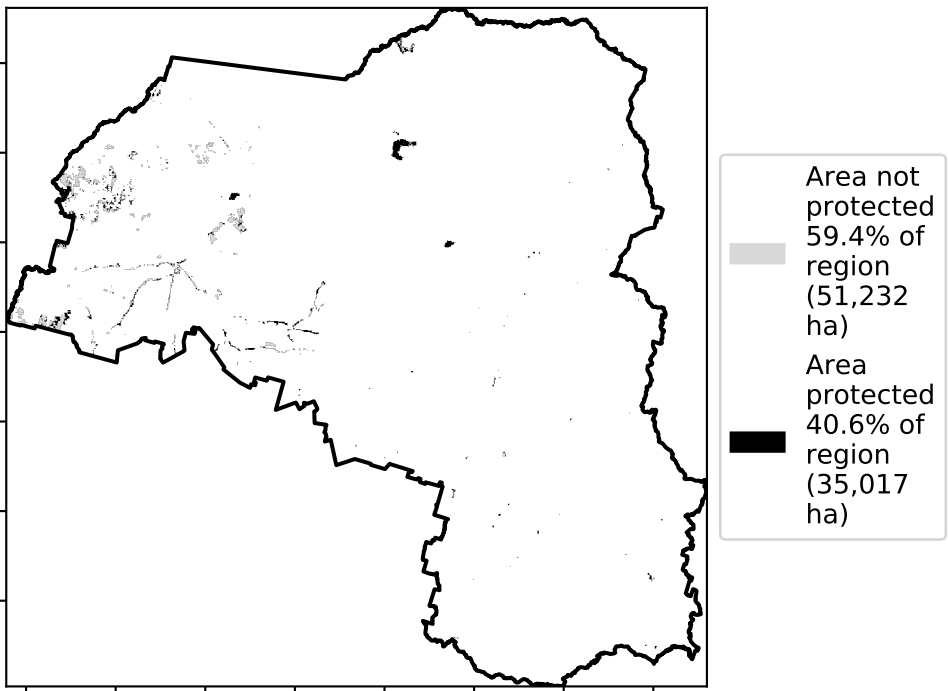 Area not
protected
59.4% of
region
(51,232
ha)
Area
protected
40.6% of
region
(35,017
ha)